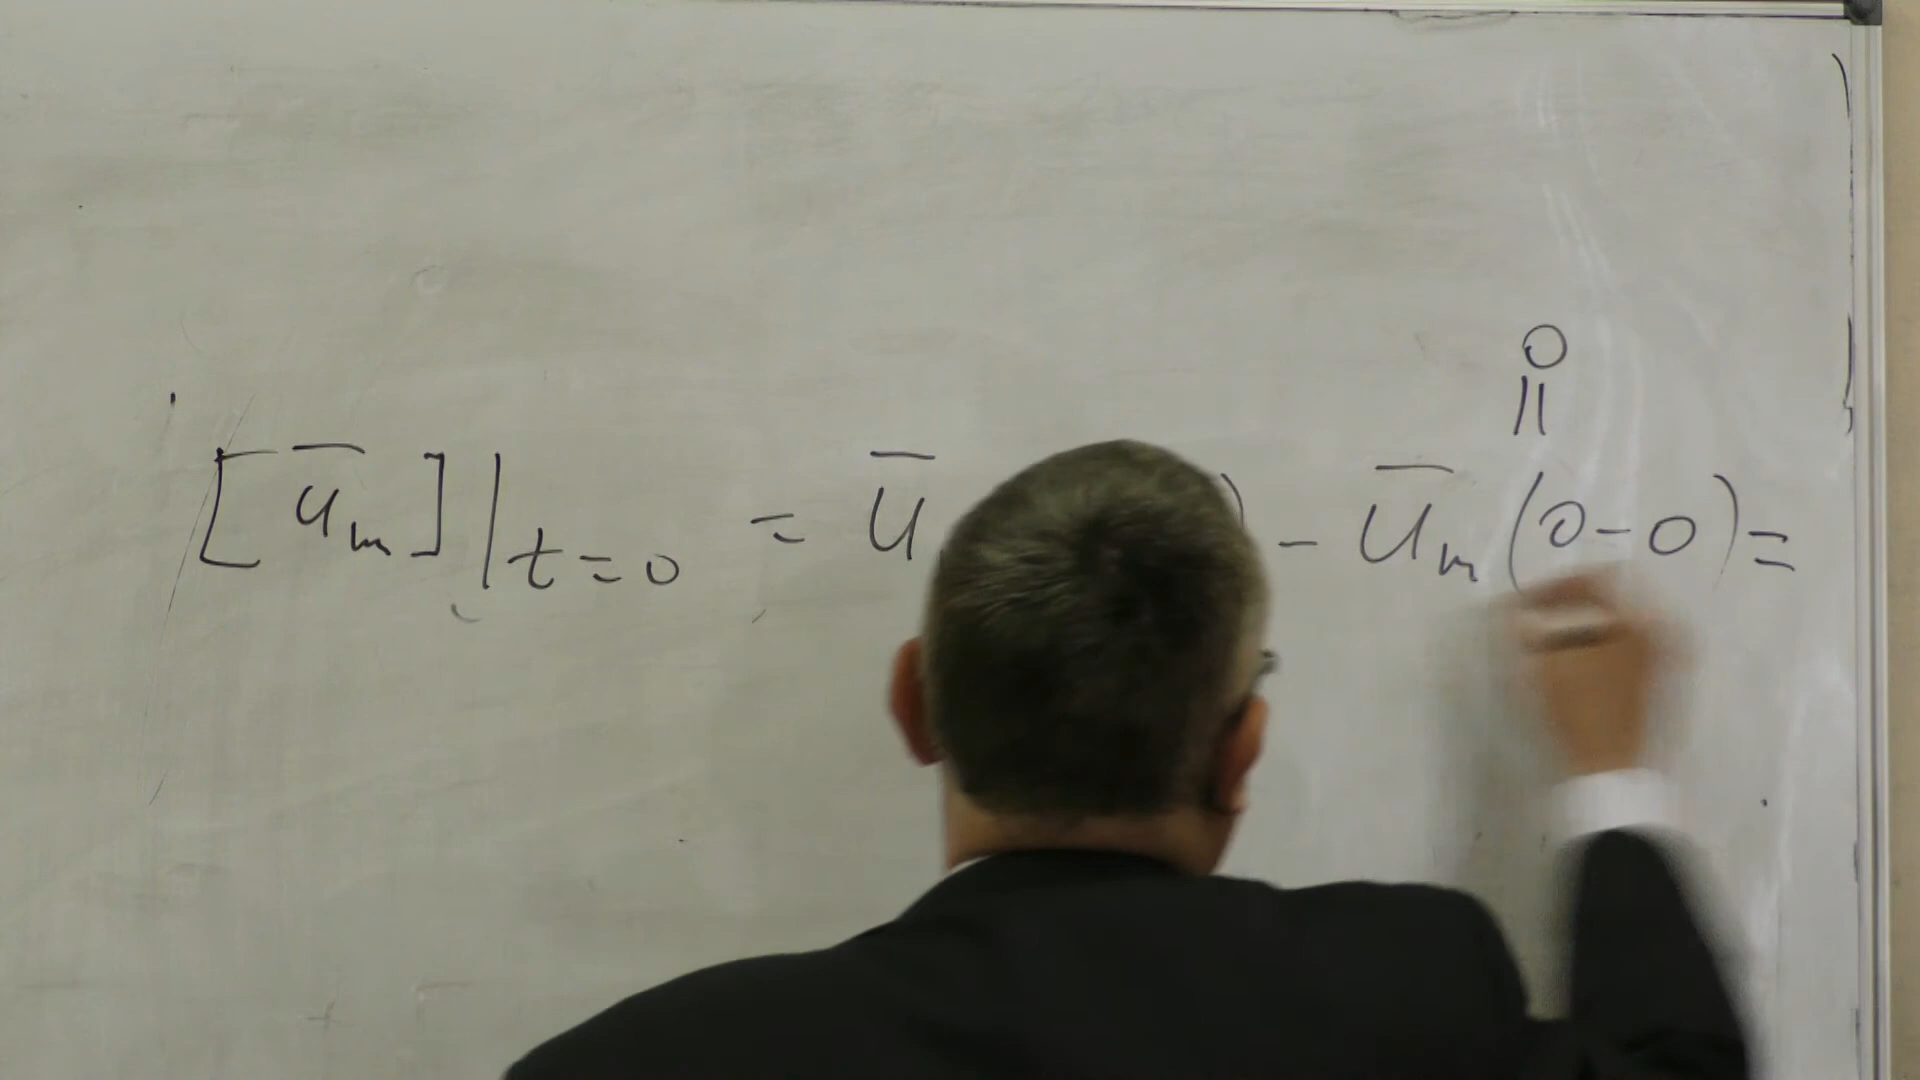 0
||
[ū_m]|_{t=0} = ū ) - ū_m(0-0)=